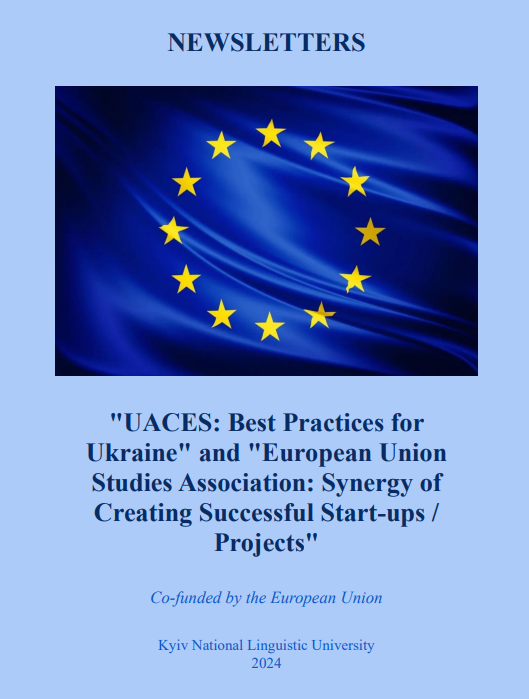 NEWSLETTERS
"UACES: Best Practices for
Ukraine" and "European Union
Studies Association: Synergy of
Creating Successful Start-ups /
Projects"
Co-funded by the European Union
Kyiv National Linguistic University
2024